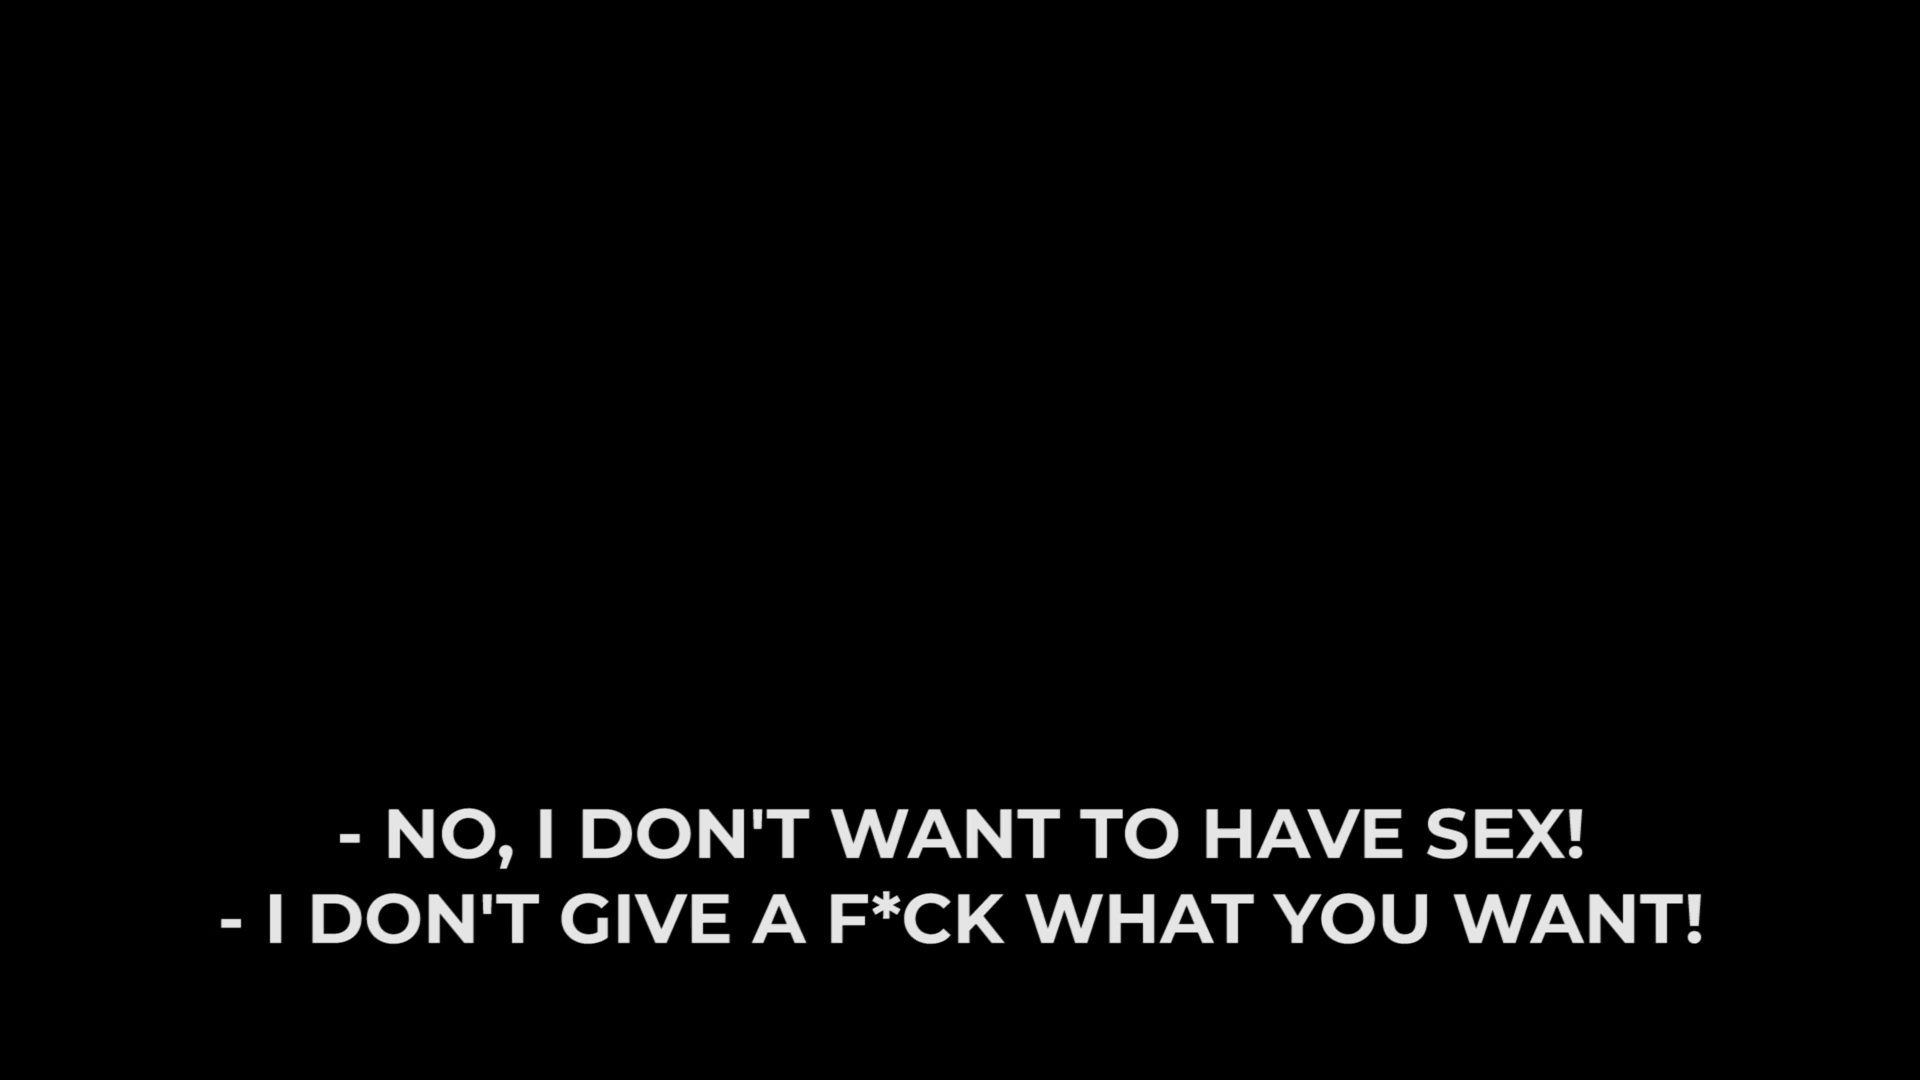 - NO, I DON'T WANT TO HAVE SEX!
- I DON'T GIVE A F*CK WHAT YOU WANT!